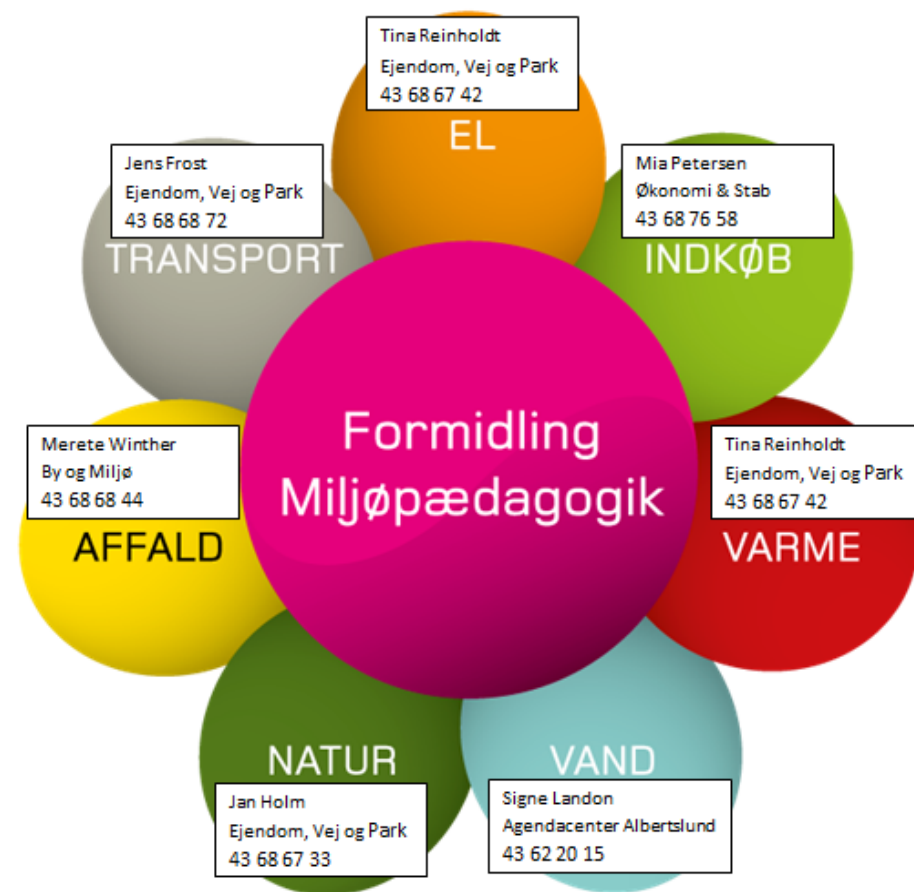 Tina Reinholdt
Ejendom, Vej og Park
43 68 67 42
EL
Jens Frost
Ejendom, Vej og Park
43 68 68 72
TRANSPORT
Mia Petersen
Økonomi & Stab
43 68 76 58
INDKØB
Formidling
Miljøpædagogik
Merete Winther
By og Miljø
43 68 68 44
AFFALD
Tina Reinholdt
Ejendom, Vej og Park
43 68 67 42
VARME
NATUR
Jan Holm
Ejendom, Vej og Park
43 68 67 33
VAND
Signe Landon
Agendacenter Albertslund
43 62 20 15